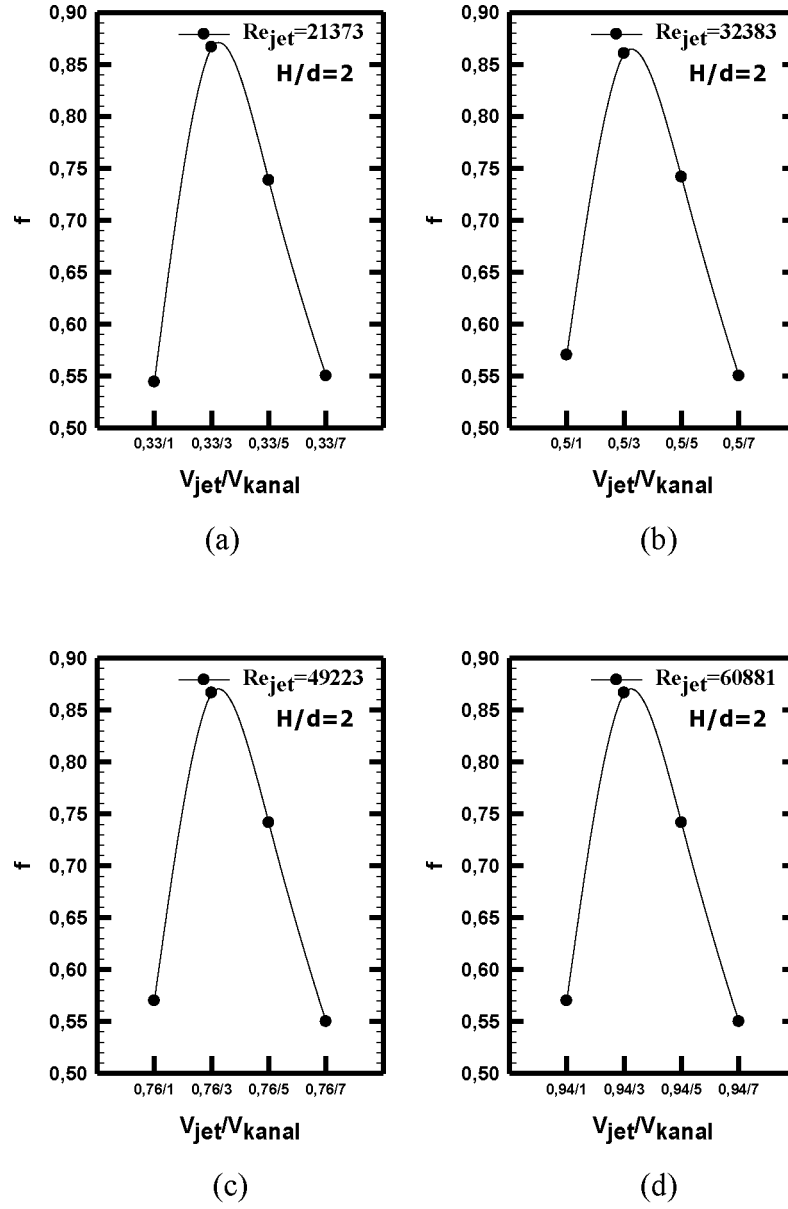 0,90
0,85
0,80
0,75
0,70
0,65
0,60
0,55
0,50
f
Re_jet=21373
H/d=2
0,33/1 0,33/3 0,33/5 0,33/7
V_jet/V_kanal
(a)
0,90
0,85
0,80
0,75
0,70
0,65
0,60
0,55
0,50
f
Re_jet=32383
H/d=2
0,5/1 0,5/3 0,5/5 0,5/7
V_jet/V_kanal
(b)
0,90
0,85
0,80
0,75
0,70
0,65
0,60
0,55
0,50
f
Re_jet=49223
H/d=2
0,76/1 0,76/3 0,76/5 0,76/7
V_jet/V_kanal
(c)
0,90
0,85
0,80
0,75
0,70
0,65
0,60
0,55
0,50
f
Re_jet=60881
H/d=2
0,94/1 0,94/3 0,94/5 0,94/7
V_jet/V_kanal
(d)